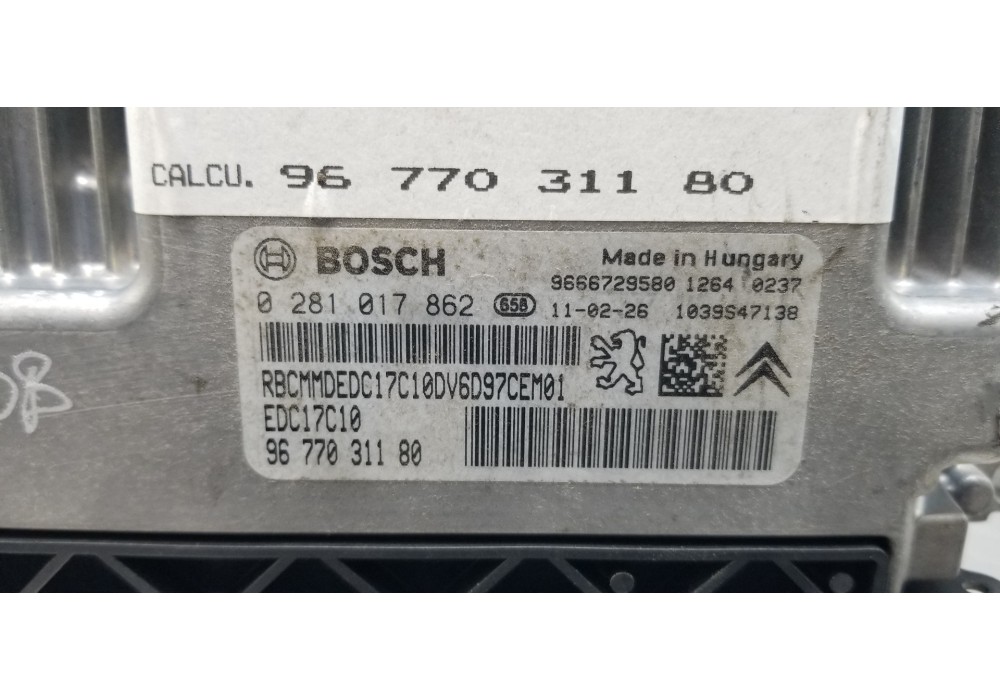 CALCU. 96 770 311 80
BOSCH
Made in Hungary
9666729580 1264 0237
0 281 017 862 658 11-02-26 1039S47138
RBCMMDEDC17C10DV6D97CEM01
EDC17C10
96 770 311 80